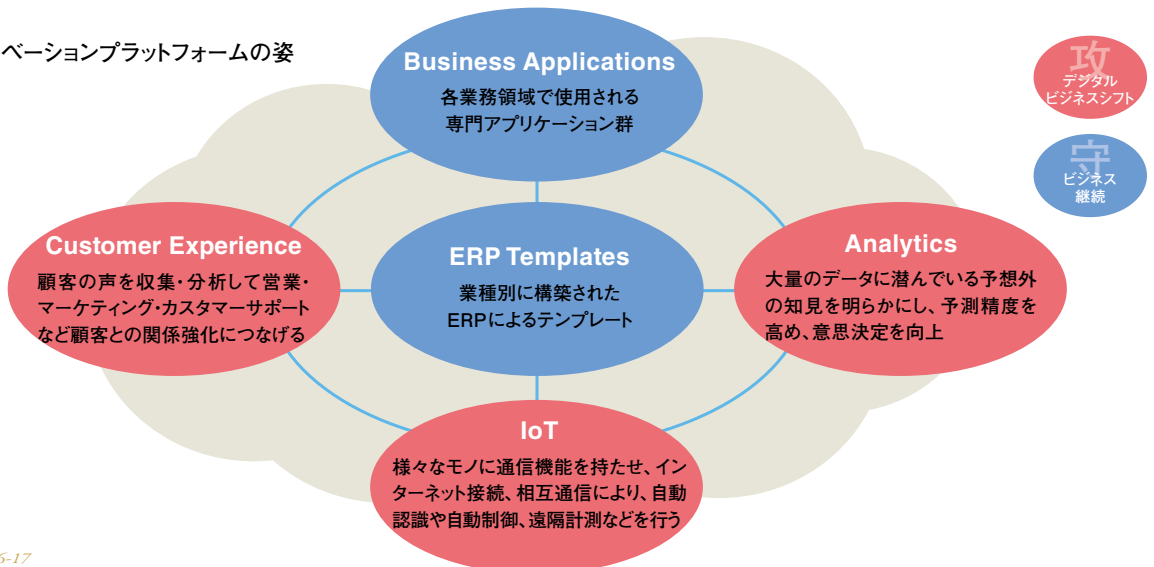 ベーションプラットフォームの姿
Business Applications
各業務領域で使用される
専門アプリケーション群
攻
デジタル
ビジネスシフト
守
ビジネス
継続
Customer Experience
顧客の声を収集・分析して営業・
マーケティング・カスタマーサポート
など顧客との関係強化につなげる
ERP Templates
業種別に構築された
ERPによるテンプレート
Analytics
大量のデータに潜んでいる予想外
の知見を明らかにし、予測精度を
高め、意思決定を向上
IoT
様々なモノに通信機能を持たせ、イン
ターネット接続、相互通信により、自動
認識や自動制御、遠隔計測などを行う
6-17